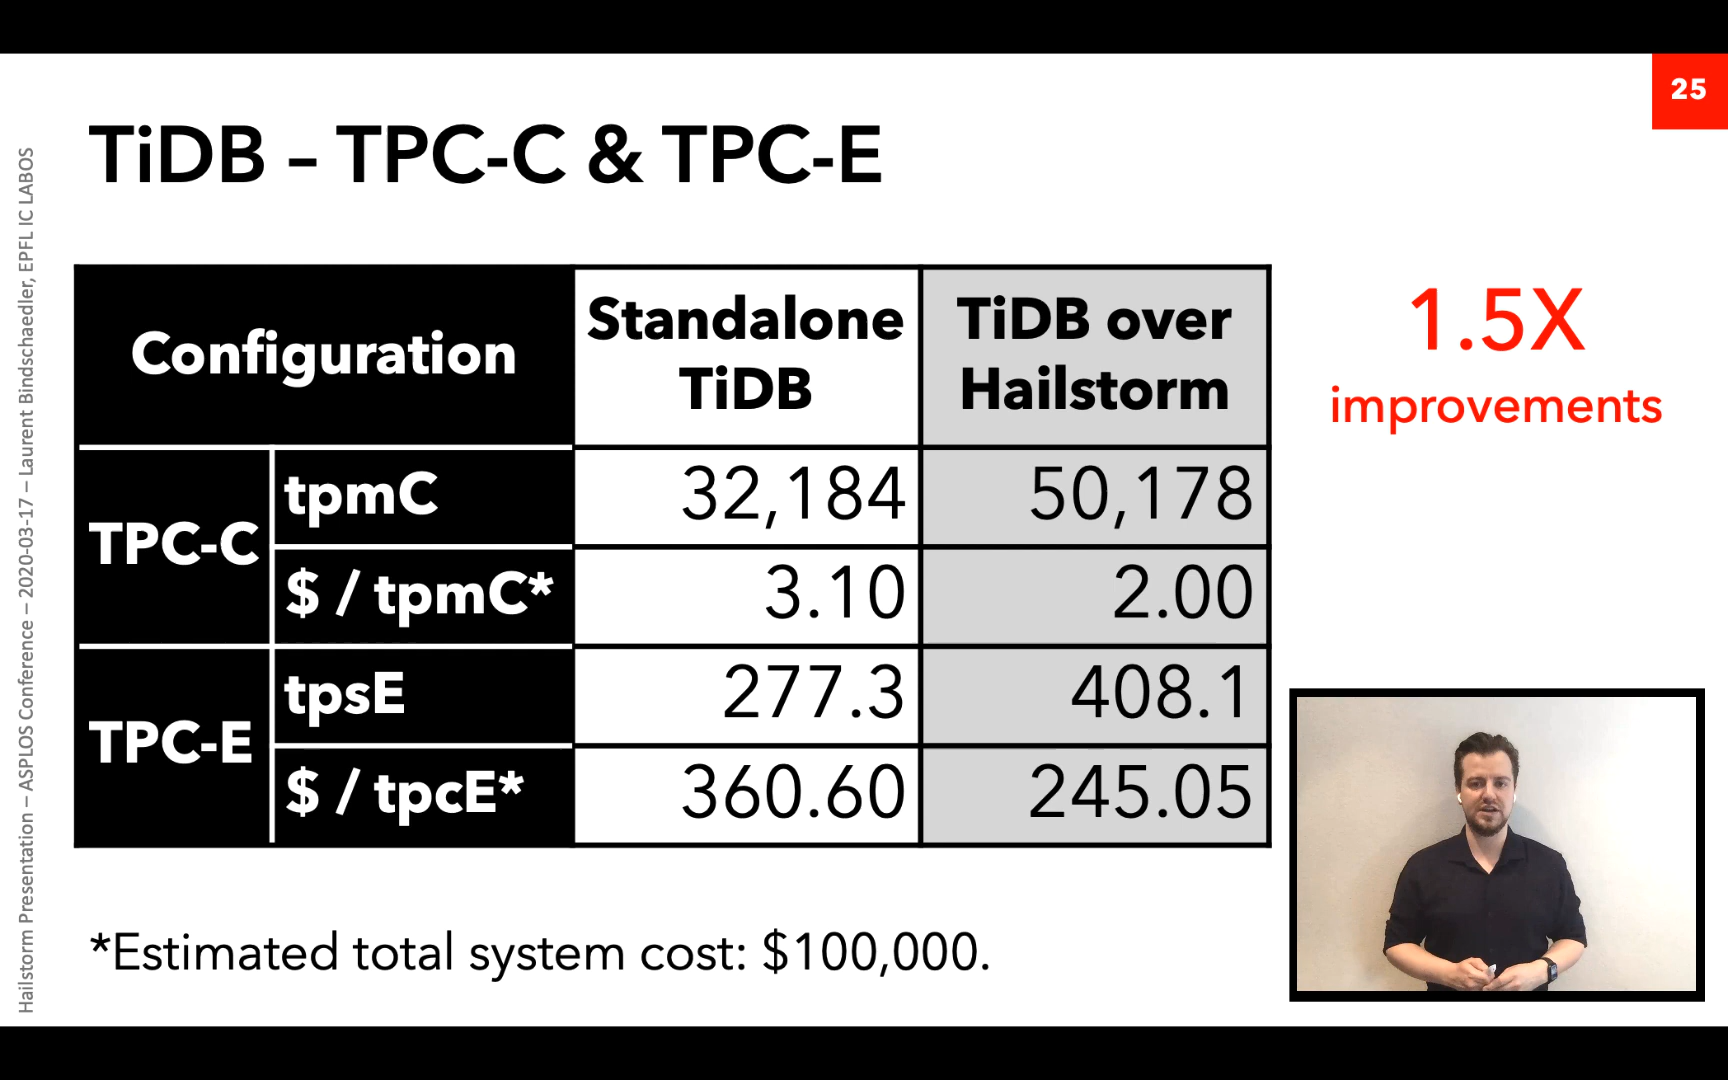 25
TiDB – TPC-C & TPC-E
Configuration
Standalone
TiDB
TiDB over
Hailstorm
TPC-C
tpmC
32,184
50,178
$ / tpmC*
3.10
2.00
TPC-E
tpsE
277.3
408.1
$ / tpcE*
360.60
245.05
1.5X
improvements
*Estimated total system cost: $100,000.
Hailstorm Presentation – ASPLOS Conference – 2020-03-17 – Laurent Bindschaedler, EPFL IC LABOS